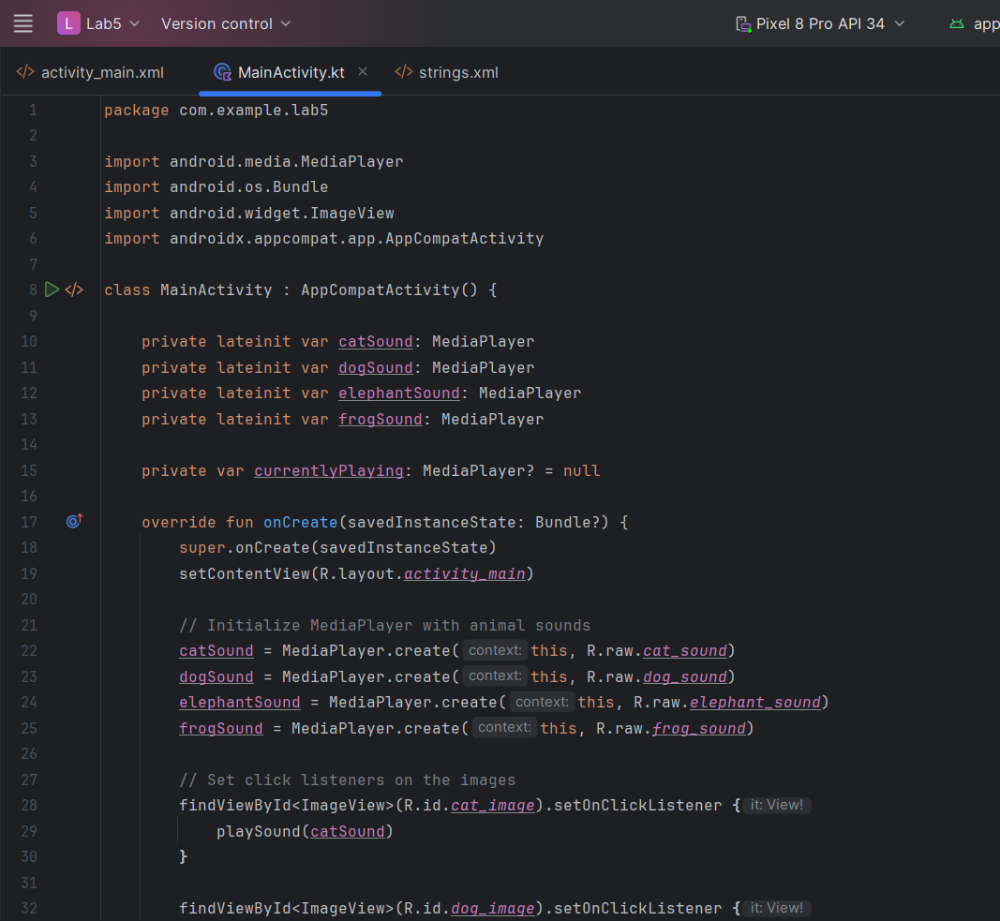 L Lab5 Version control Pixel 8 Pro API 34 app
activity_main.xml MainActivity.kt strings.xml
1 package com.example.lab5
2
3 import android.media.MediaPlayer
4 import android.os.Bundle
5 import android.widget.ImageView
6 import androidx.appcompat.app.AppCompatActivity
7
8 class MainActivity : AppCompatActivity() {
9
10 private lateinit var catSound: MediaPlayer
11 private lateinit var dogSound: MediaPlayer
12 private lateinit var elephantSound: MediaPlayer
13 private lateinit var frogSound: MediaPlayer
14
15 private var currentlyPlaying: MediaPlayer? = null
16
17 override fun onCreate(savedInstanceState: Bundle?) {
18 super.onCreate(savedInstanceState)
19 setContentView(R.layout.activity_main)
20
21 // Initialize MediaPlayer with animal sounds
22 catSound = MediaPlayer.create( context: this, R.raw.cat_sound)
23 dogSound = MediaPlayer.create( context: this, R.raw.dog_sound)
24 elephantSound = MediaPlayer.create( context: this, R.raw.elephant_sound)
25 frogSound = MediaPlayer.create( context: this, R.raw.frog_sound)
26
27 // Set click listeners on the images
28 findViewById<ImageView>(R.id.cat_image).setOnClickListener { it: View!
29 playSound(catSound)
30 }
31
32 findViewById<ImageView>(R.id.dog_image).setOnClickListener { it: View!